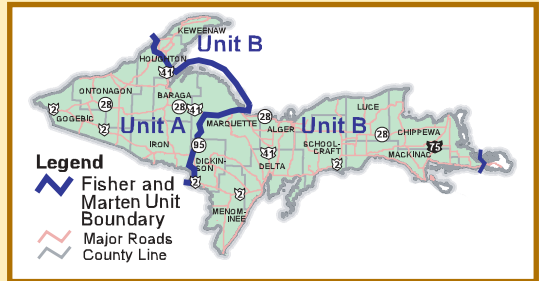 KEWEENAW
Unit B
HOUGHTON
41
ONTONAGON
BARAGA
LUCE
2
28
28
41
28
GOGEBIC
2
Unit A
MARQUETTE
ALGER
Unit B
28
CHIPPEWA
IRON
95
SCHOOL-
CRAFT
75
MACKINAC
41
DICKIN-
SON
DELTA
2
2
2
2
MENOM-
INEE
Legend
Fisher and
Marten Unit
Boundary
Major Roads
County Line